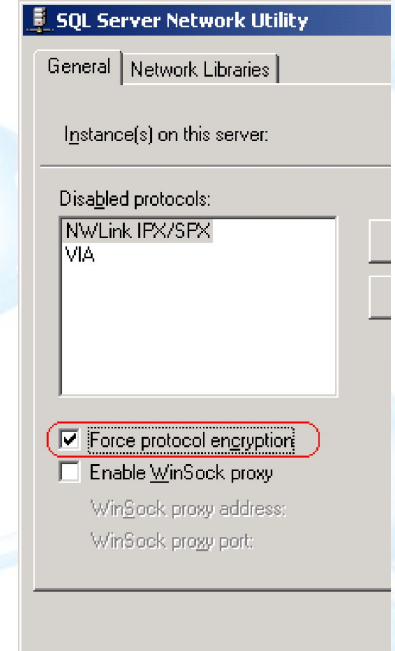 SQL Server Network Utility
General
Network Libraries
Instance(s) on this server:
Disabled protocols:
NWLink IPX/SPX
VIA
Force protocol encryption
Enable WinSock proxy
WinSock proxy address:
WinSock proxy port: